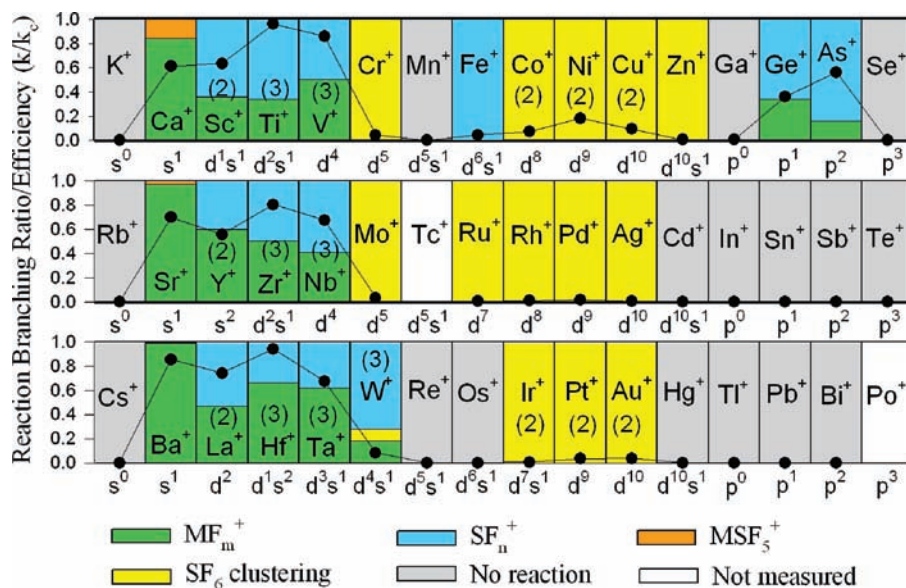 Reaction Branching Ratio/Efficiency (k/k_c)
1.0
0.8
0.6
0.4
0.2
0.0
K⁺ Ca⁺ (2) Sc⁺ (3) Ti⁺ (3) V⁺ Cr⁺ Mn⁺ Fe⁺ Co⁺ (2) Ni⁺ (2) Cu⁺ (2) Zn⁺ Ga⁺ Ge⁺ As⁺ Se⁺
s⁰ s¹ d¹s¹ d²s¹ d⁴ d⁵ d⁵s¹ d⁶s¹ d⁸ d⁹ d¹⁰ d¹⁰s¹ p⁰ p¹ p² p³
1.0
0.8
0.6
0.4
0.2
0.0
Rb⁺ Sr⁺ (2) Y⁺ (3) Zr⁺ (3) Nb⁺ Mo⁺ Tc⁺ Ru⁺ Rh⁺ Pd⁺ Ag⁺ Cd⁺ In⁺ Sn⁺ Sb⁺ Te⁺
s⁰ s¹ s² d²s¹ d⁴ d⁵ d⁵s¹ d⁷ d⁸ d⁹ d¹⁰ d¹⁰s¹ p⁰ p¹ p² p³
1.0
0.8
0.6
0.4
0.2
0.0
Cs⁺ Ba⁺ (2) La⁺ (3) Hf⁺ (3) Ta⁺ (3) W⁺ Re⁺ Os⁺ Ir⁺ (2) Pt⁺ (2) Au⁺ (2) Hg⁺ Tl⁺ Pb⁺ Bi⁺ Po⁺
s⁰ s¹ d² d¹s² d³s¹ d⁴s¹ d⁵s¹ d⁶s¹ d⁷s¹ d⁹ d¹⁰ d¹⁰s¹ p⁰ p¹ p² p³
MF_m⁺ SF_n⁺ MSF₅⁺
SF₆ clustering No reaction Not measured